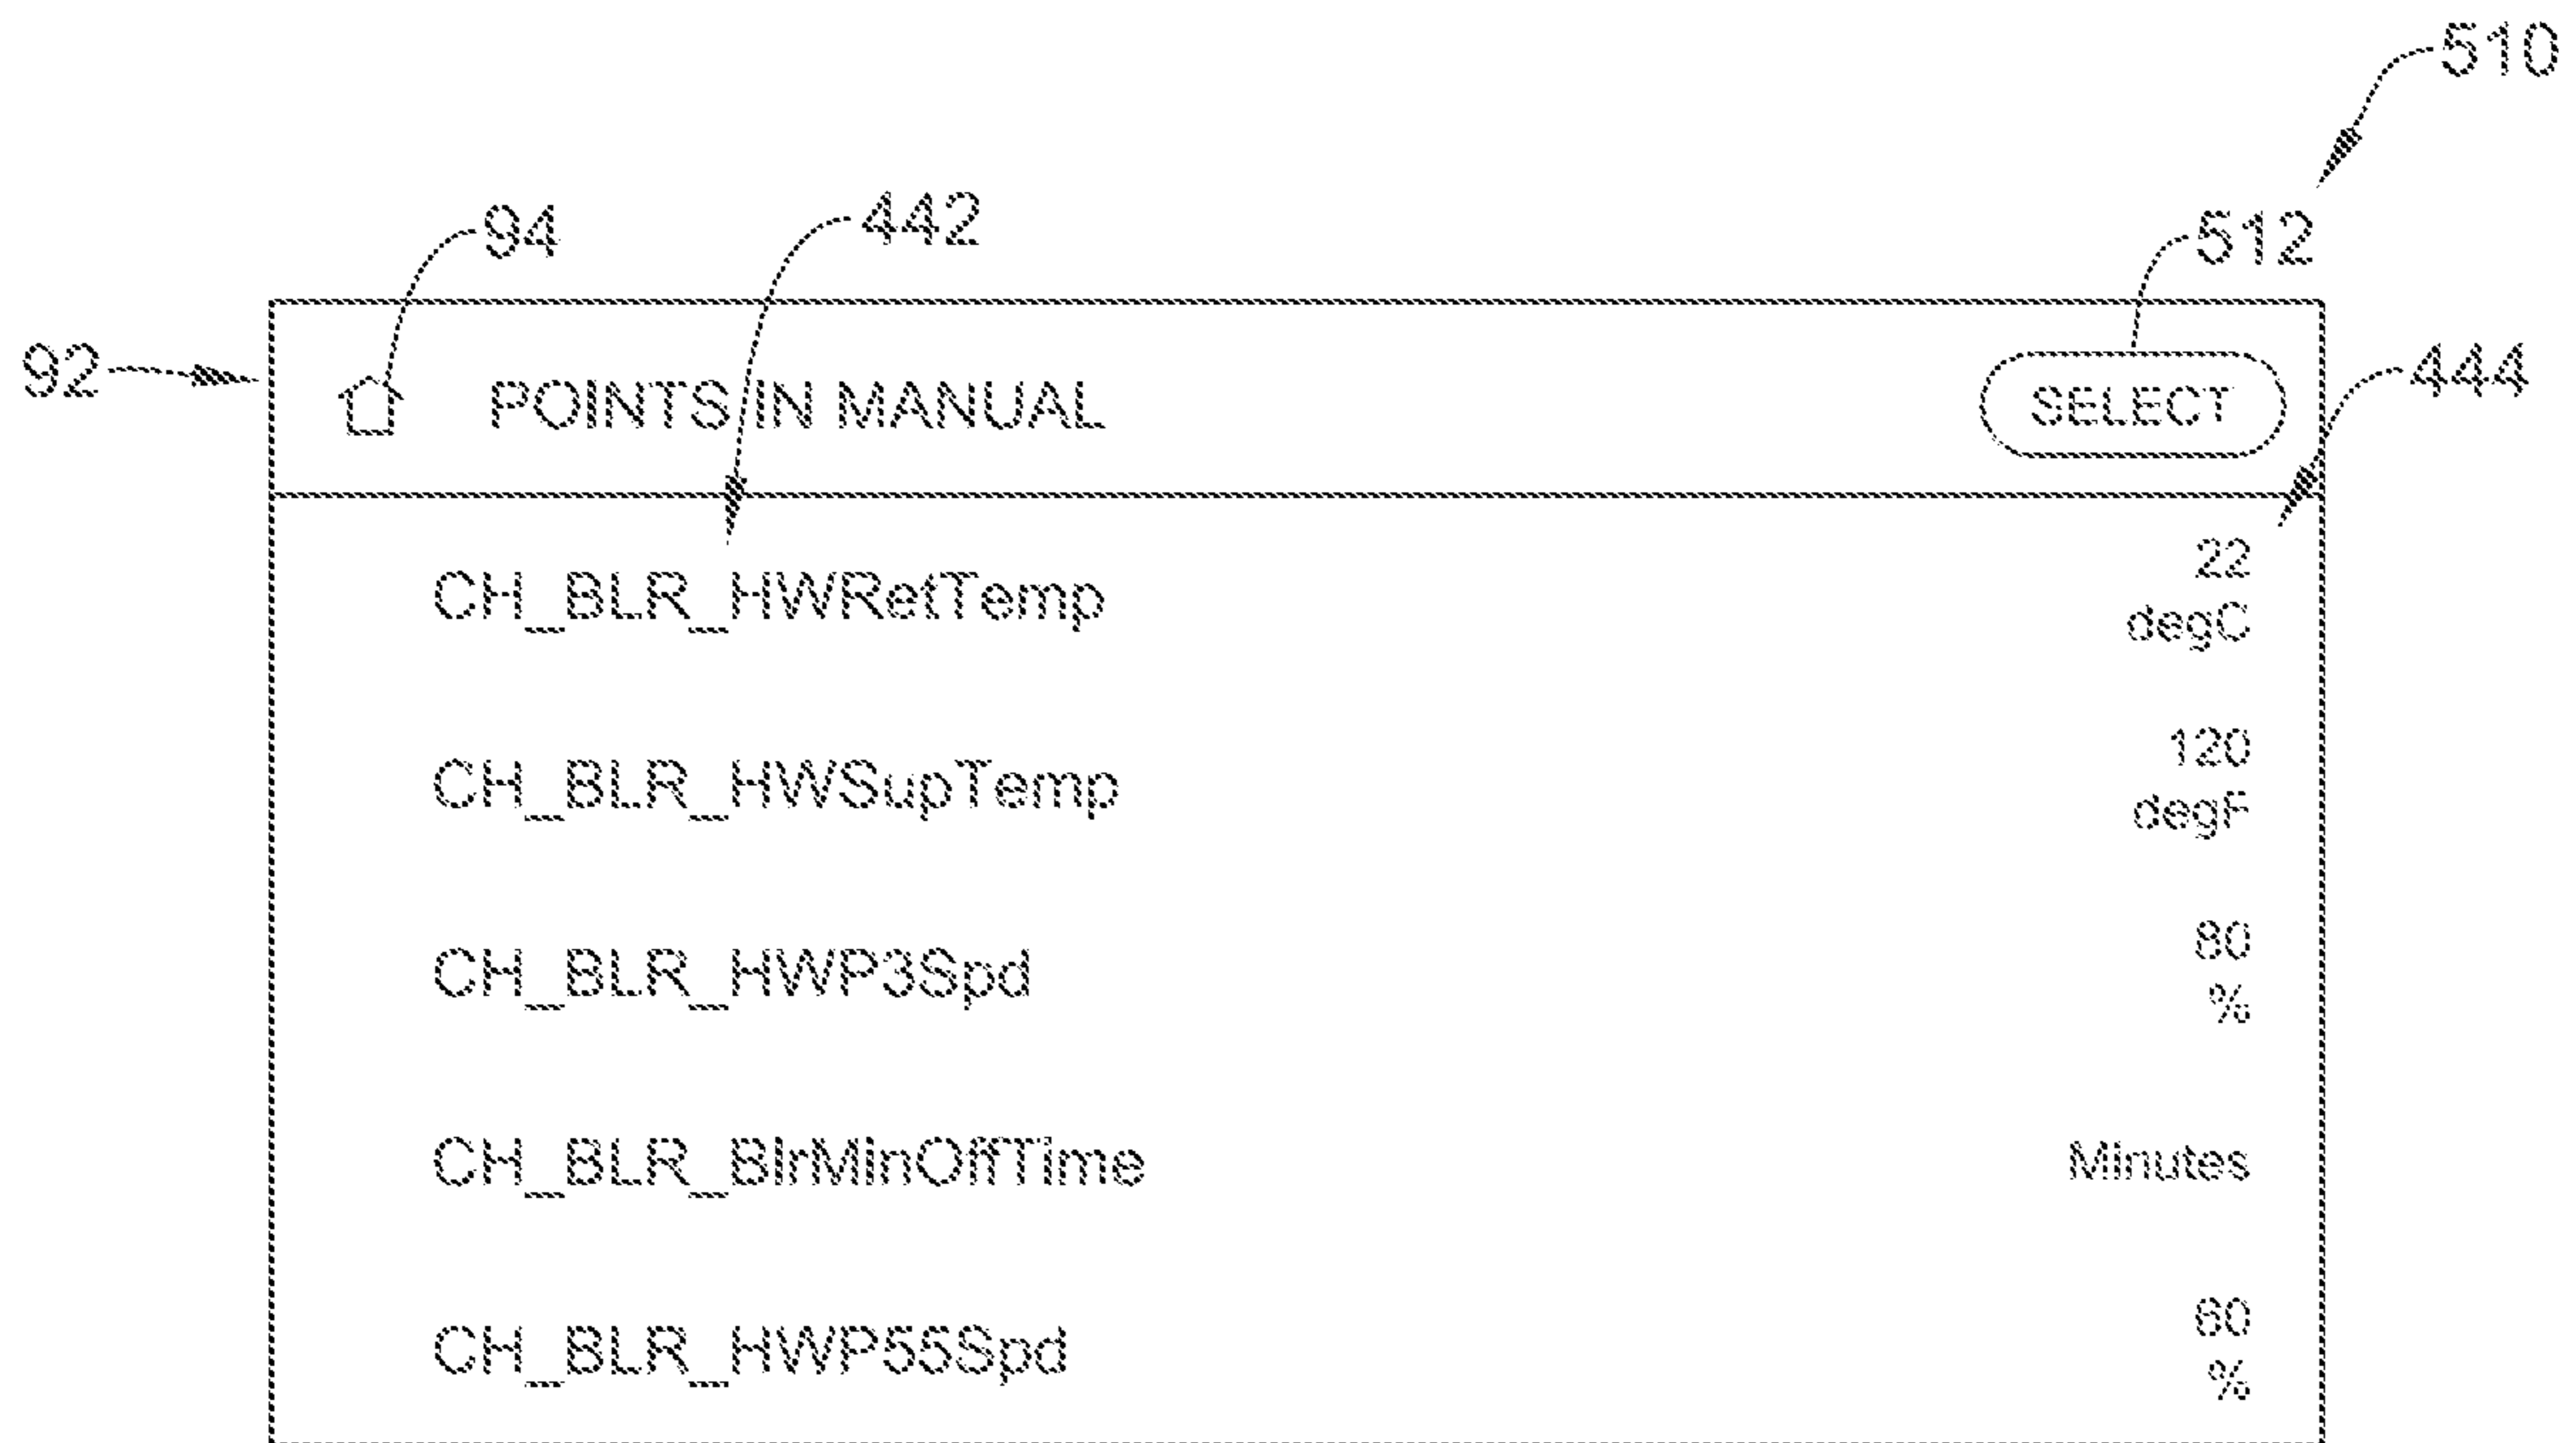 510
94
442
512
92
POINTS IN MANUAL
SELECT
444
CH_BLR_HWRetTemp
22
degC
CH_BLR_HWSupTemp
120
degF
CH_BLR_HWP3Spd
80
%
CH_BLR_BlrMinOffTime
Minutes
CH_BLR_HWP55Spd
60
%